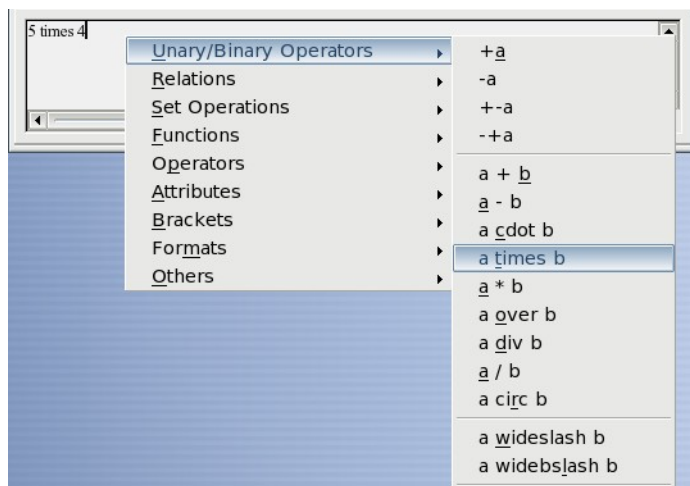 5 times 4
Unary/Binary Operators
Relations
Set Operations
Functions
Operators
Attributes
Brackets
Formats
Others
+a
-a
+-a
-+a
a + b
a - b
a cdot b
a times b
a * b
a over b
a div b
a / b
a circ b
a wideslash b
a widebslash b